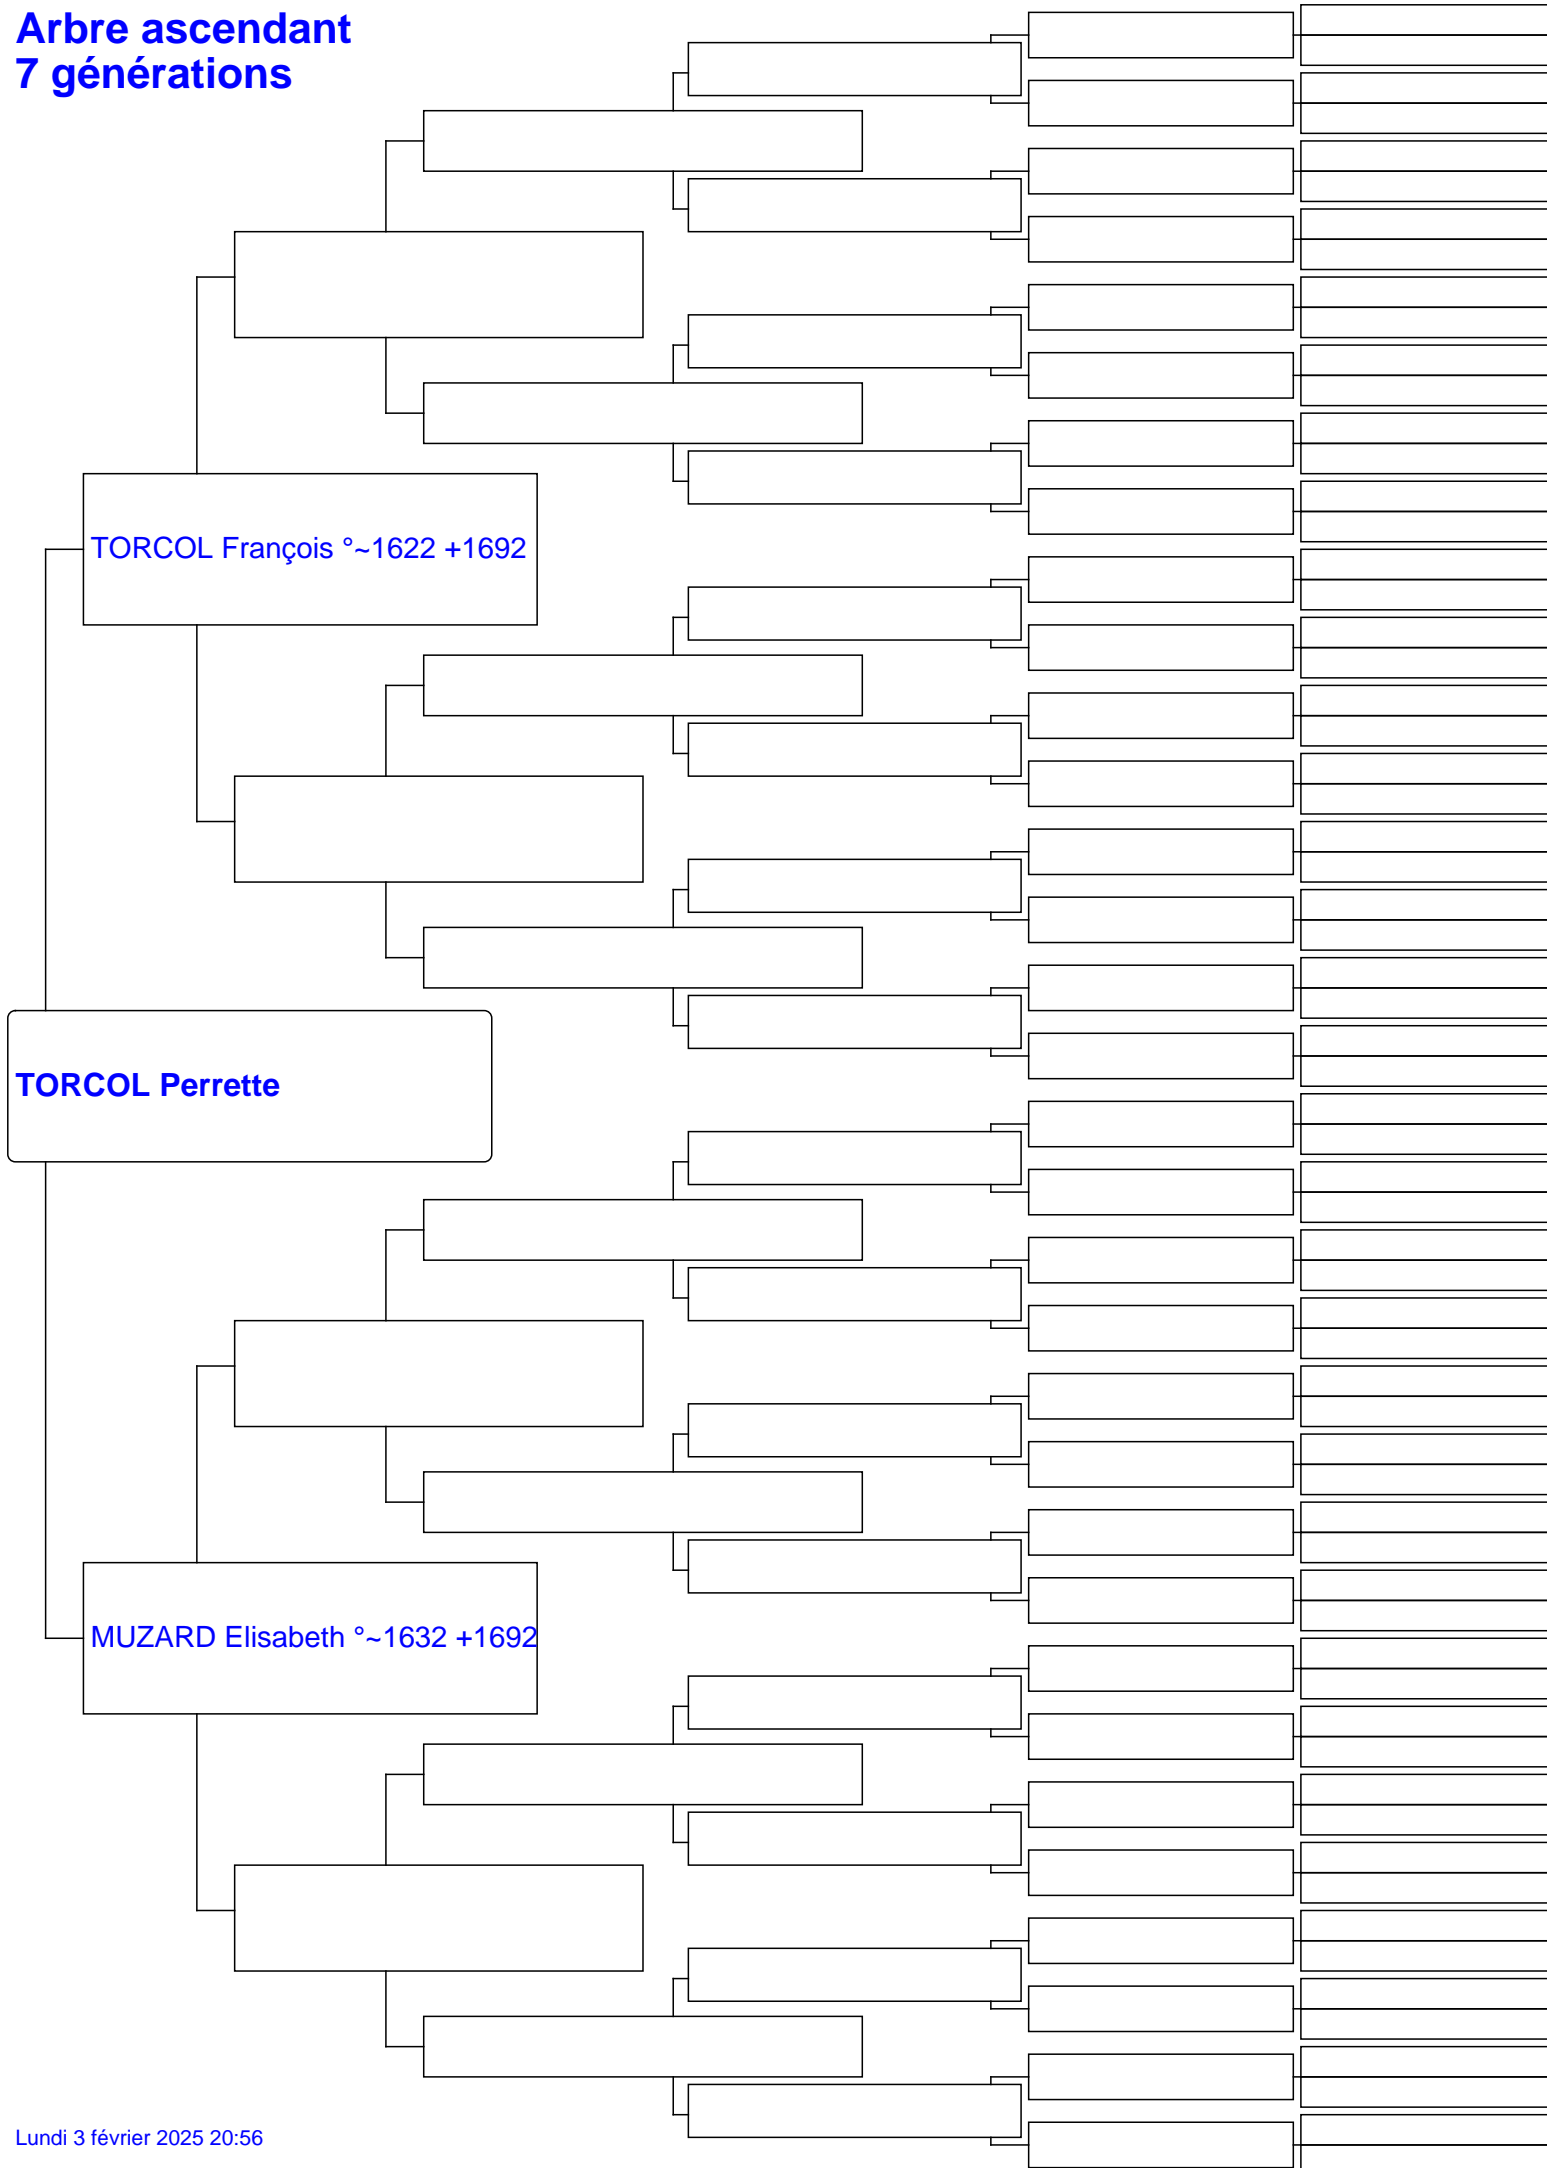 Arbre ascendant
7 générations
TORCOL François °~1622 +1692
TORCOL Perrette
MUZARD Elisabeth °~1632 +1692
Lundi 3 février 2025 20:56